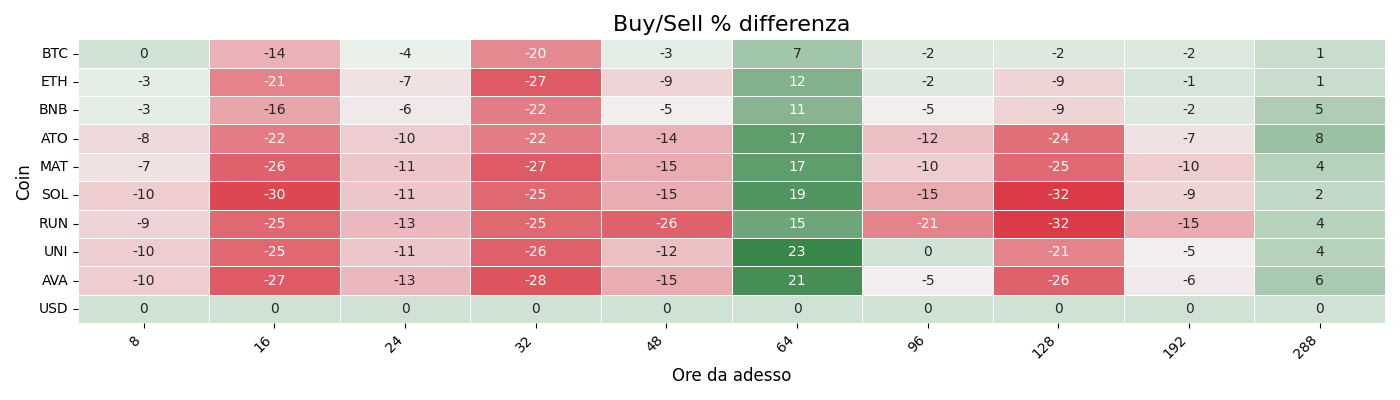 Buy/Sell % differenza
Coin
BTC 0 -14 -4 -20 -3 7 -2 -2 -2 1
ETH -3 -21 -7 -27 -9 12 -2 -9 -1 1
BNB -3 -16 -6 -22 -5 11 -5 -9 -2 5
ATO -8 -22 -10 -22 -14 17 -12 -24 -7 8
MAT -7 -26 -11 -27 -15 17 -10 -25 -10 4
SOL -10 -30 -11 -25 -15 19 -15 -32 -9 2
RUN -9 -25 -13 -25 -26 15 -21 -32 -15 4
UNI -10 -25 -11 -26 -12 23 0 -21 -5 4
AVA -10 -27 -13 -28 -15 21 -5 -26 -6 6
USD 0 0 0 0 0 0 0 0 0 0
8 16 24 32 48 64 96 128 192 288
Ore da adesso